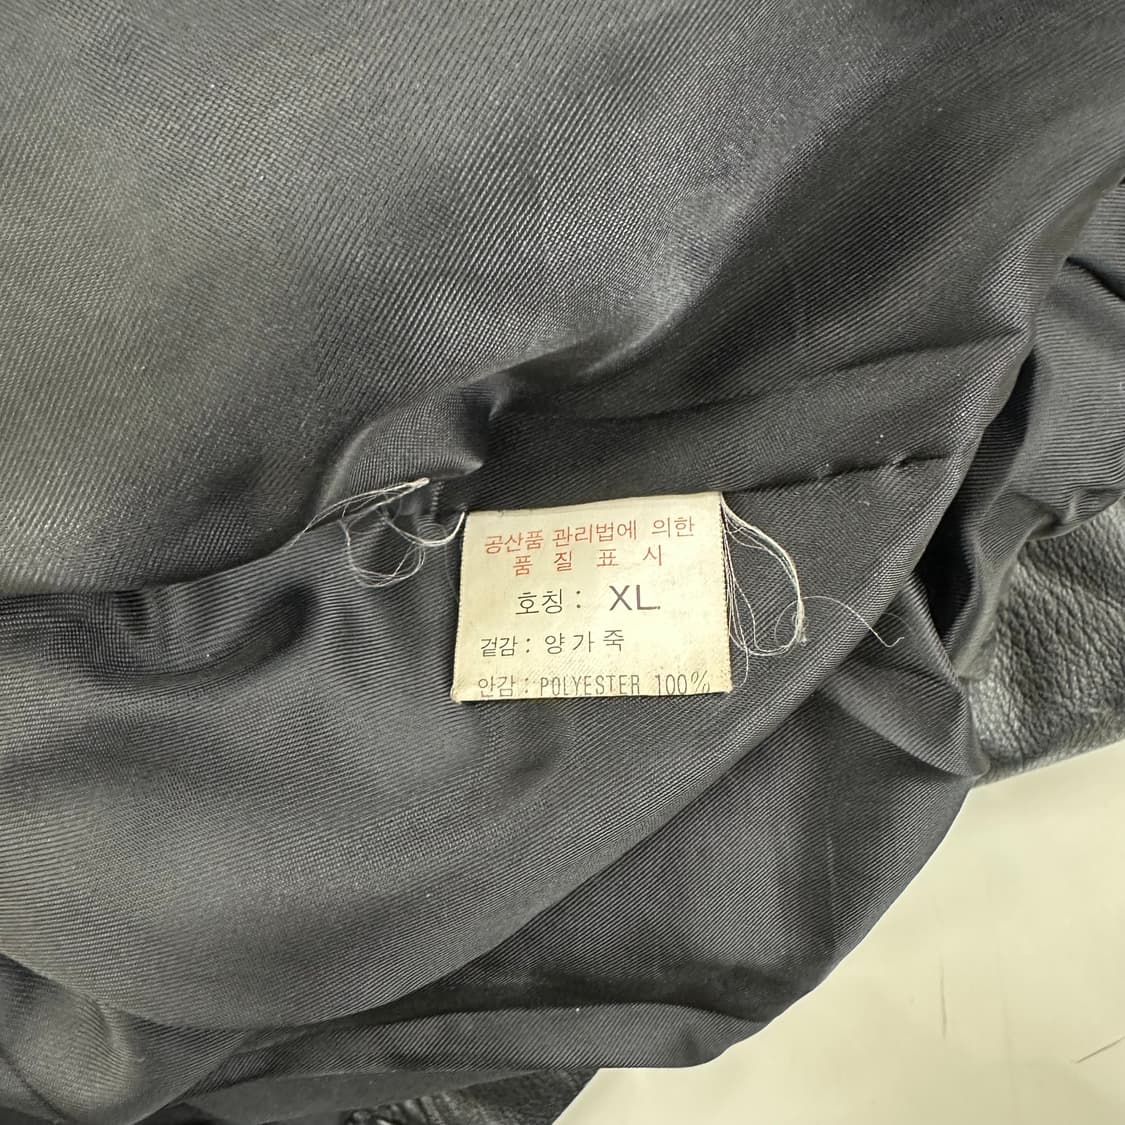 공산품 관리법에 의한
품 질 표 시
호칭 : XL
겉감 : 양가죽
안감 : POLYESTER 100%